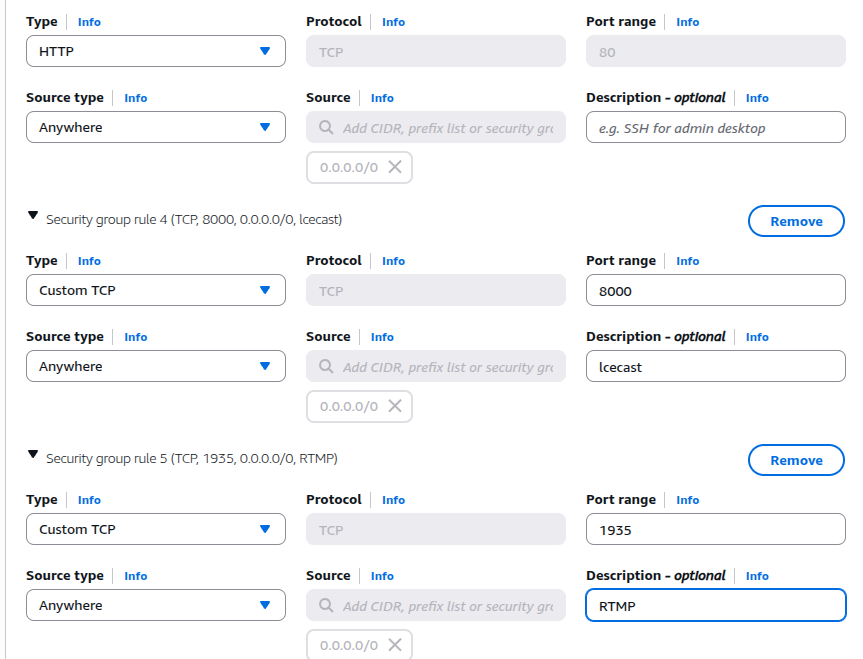 Type Info Protocol Info Port range Info
HTTP TCP 80
Source type Info Source Info Description – optional Info
Anywhere Add CIDR, prefix list or security gro e.g. SSH for admin desktop
0.0.0.0/0
Security group rule 4 (TCP, 8000, 0.0.0.0/0, lcecast) Remove
Type Info Protocol Info Port range Info
Custom TCP TCP 8000
Source type Info Source Info Description – optional Info
Anywhere Add CIDR, prefix list or security gro lcecast
0.0.0.0/0
Security group rule 5 (TCP, 1935, 0.0.0.0/0, RTMP) Remove
Type Info Protocol Info Port range Info
Custom TCP TCP 1935
Source type Info Source Info Description – optional Info
Anywhere Add CIDR, prefix list or security gro RTMP
0.0.0.0/0